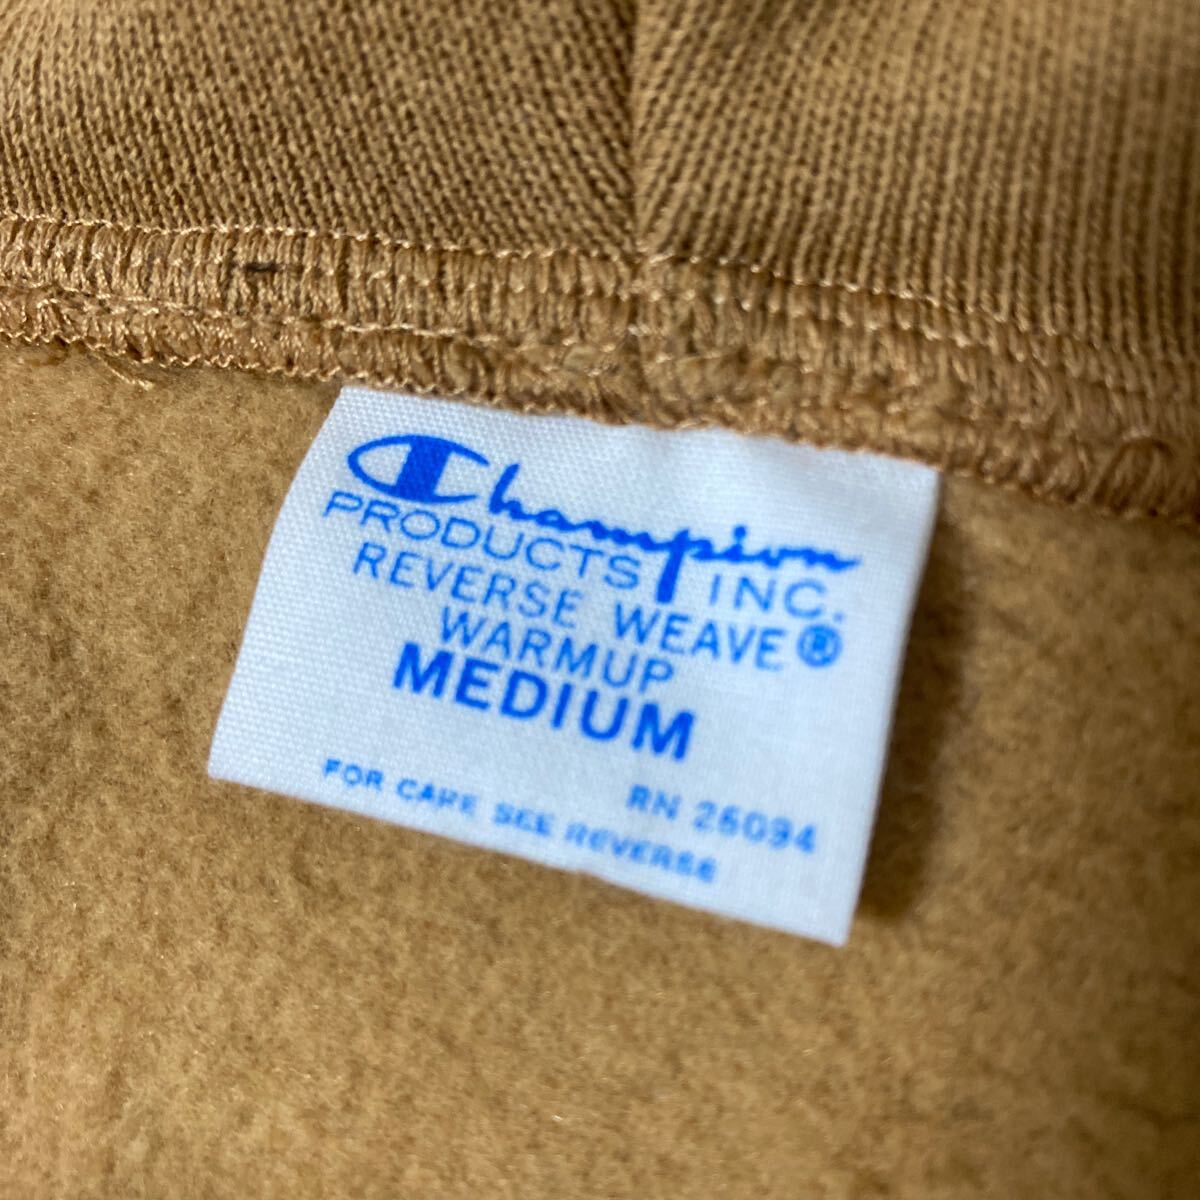 Champion
PRODUCTS INC.
REVERSE WEAVE®
WARMUP
MEDIUM
RN 26094
FOR CARE SEE REVERSE